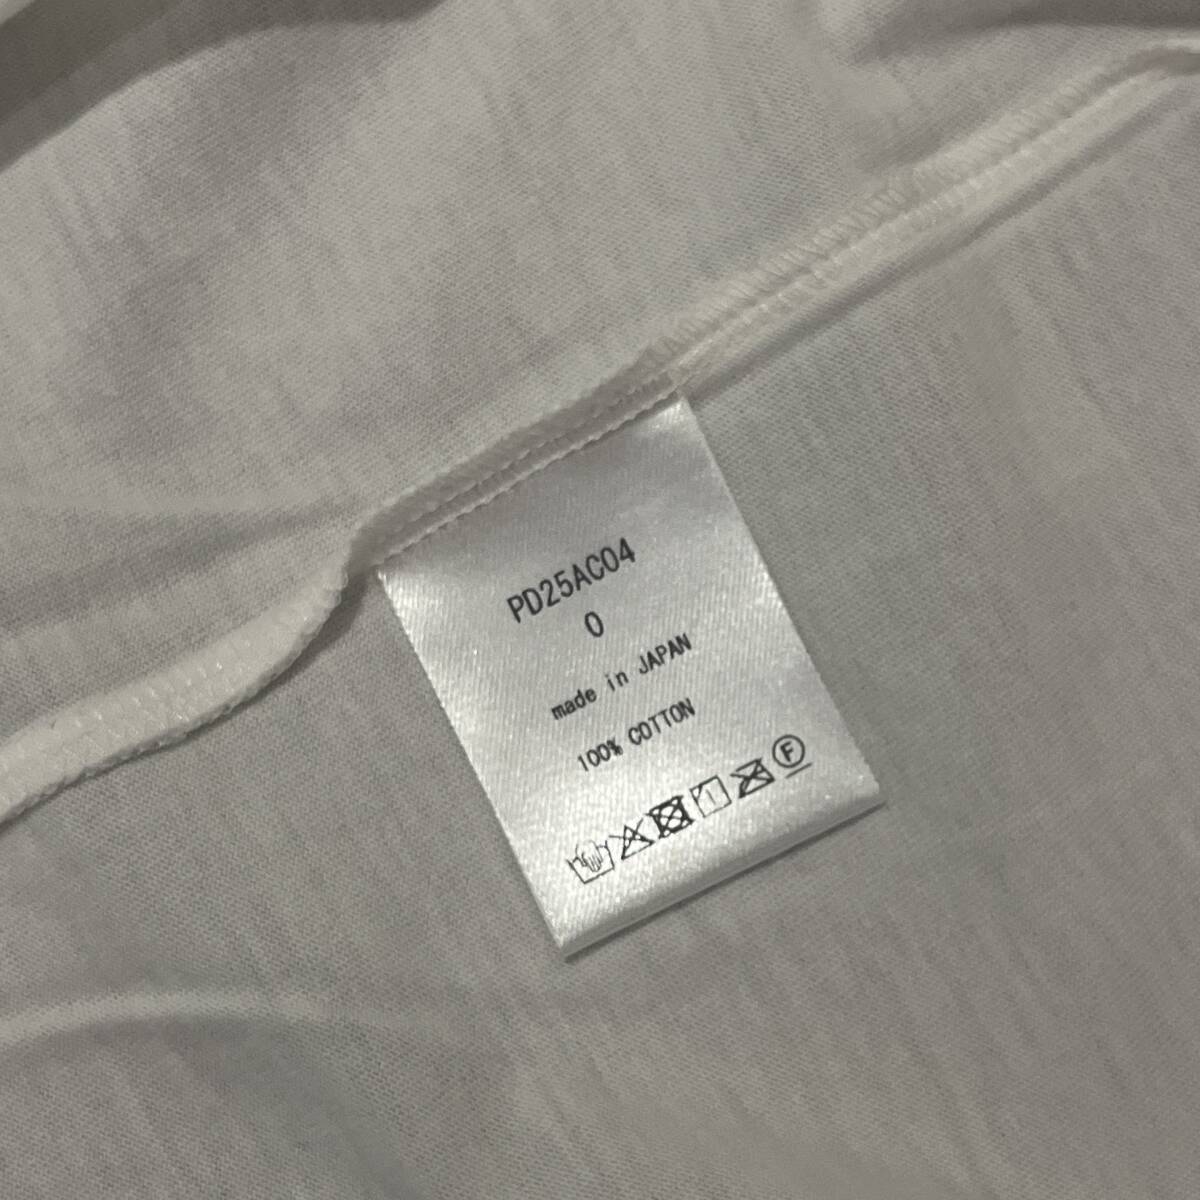 PD25AC04
0
made in JAPAN
100% COTTON
F